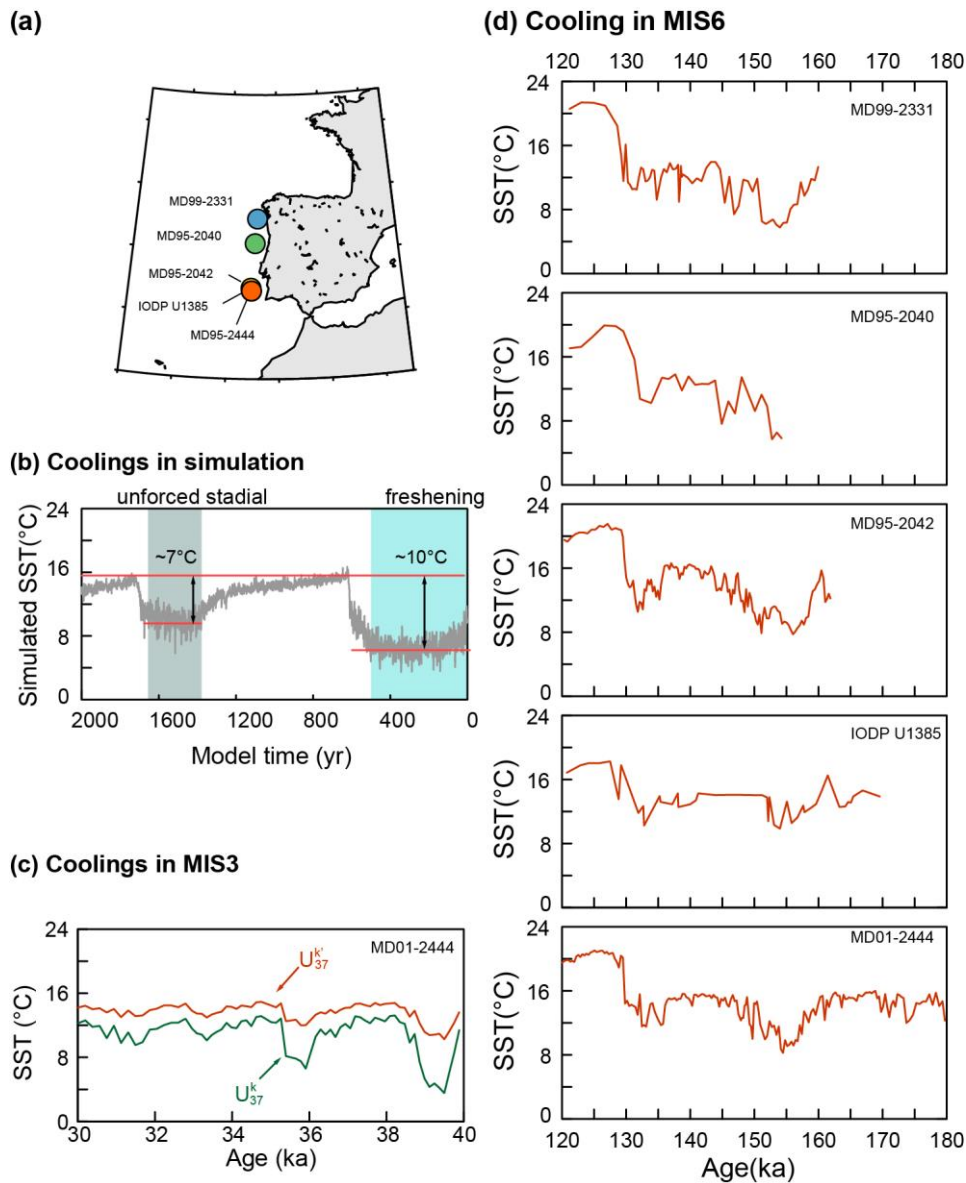 (a)
MD99-2331
MD95-2040
MD95-2042
IODP U1385
MD95-2444
(b) Coolings in simulation
unforced stadial
freshening
24
16
8
0
Simulated SST(°C)
~7°C
~10°C
2000
1600
1200
800
400
0
Model time (yr)
(c) Coolings in MIS3
24
16
8
0
SST (°C)
MD01-2444
U37k'
U37k
30
32
34
35
38
40
36
Age (ka)
(d) Cooling in MIS6
120
130
140
150
160
170
180
24
16
8
0
SST(°C)
MD99-2331
24
16
8
0
SST(°C)
MD95-2040
24
16
8
0
SST(°C)
MD95-2042
24
16
8
0
SST(°C)
IODP U1385
24
16
8
0
SST(°C)
MD01-2444
120
130
140
150
160
170
180
Age(ka)